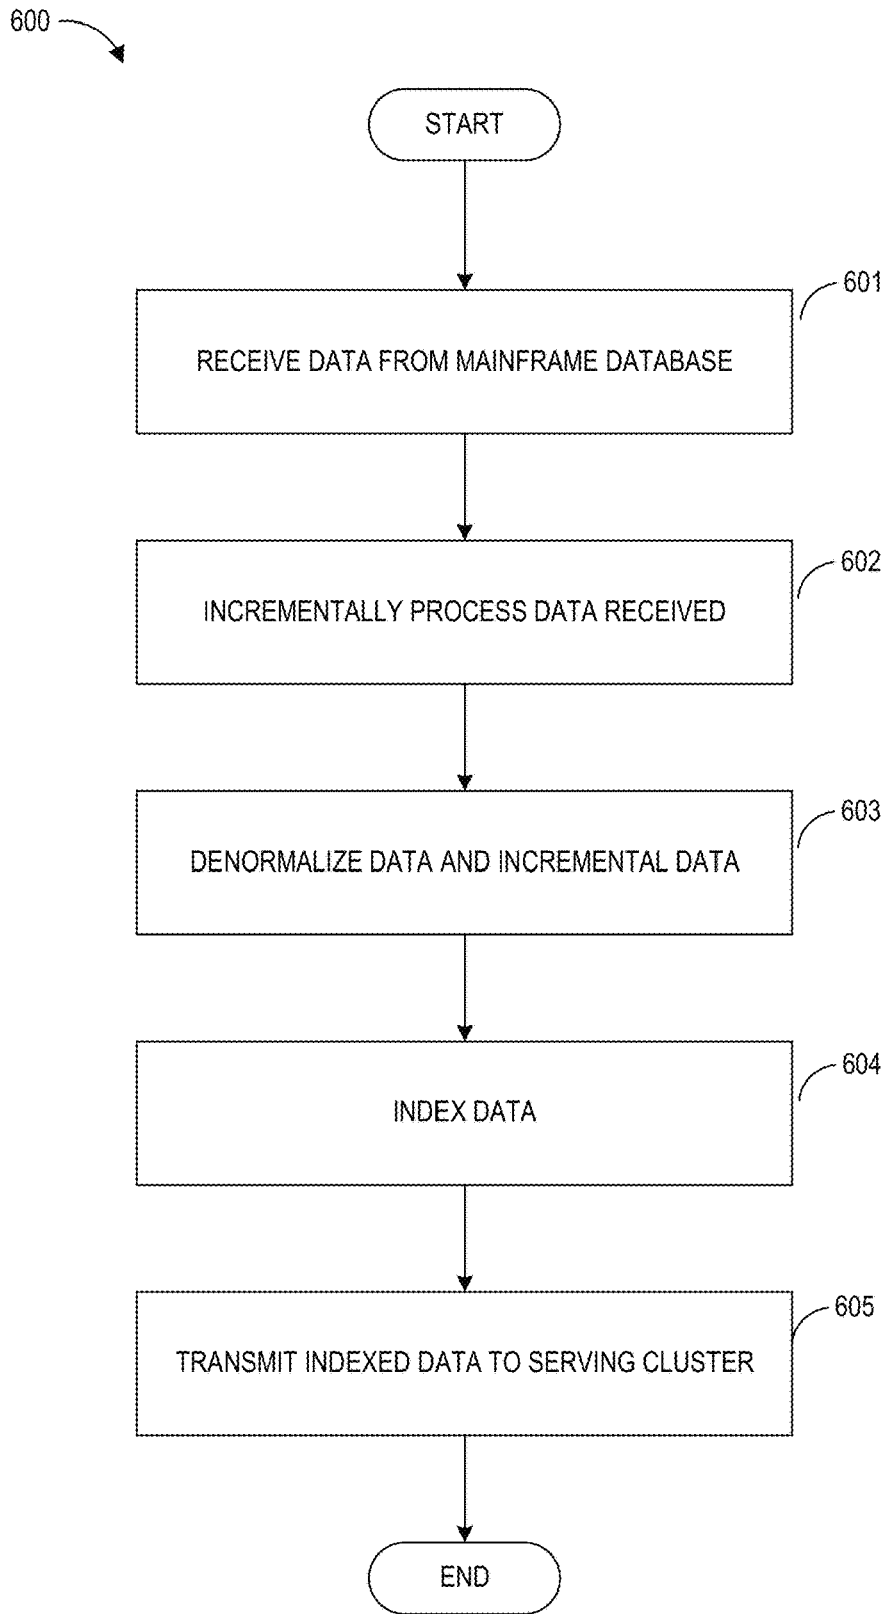 600
START
601
RECEIVE DATA FROM MAINFRAME DATABASE
602
INCREMENTALLY PROCESS DATA RECEIVED
603
DENORMALIZE DATA AND INCREMENTAL DATA
604
INDEX DATA
605
TRANSMIT INDEXED DATA TO SERVING CLUSTER
END